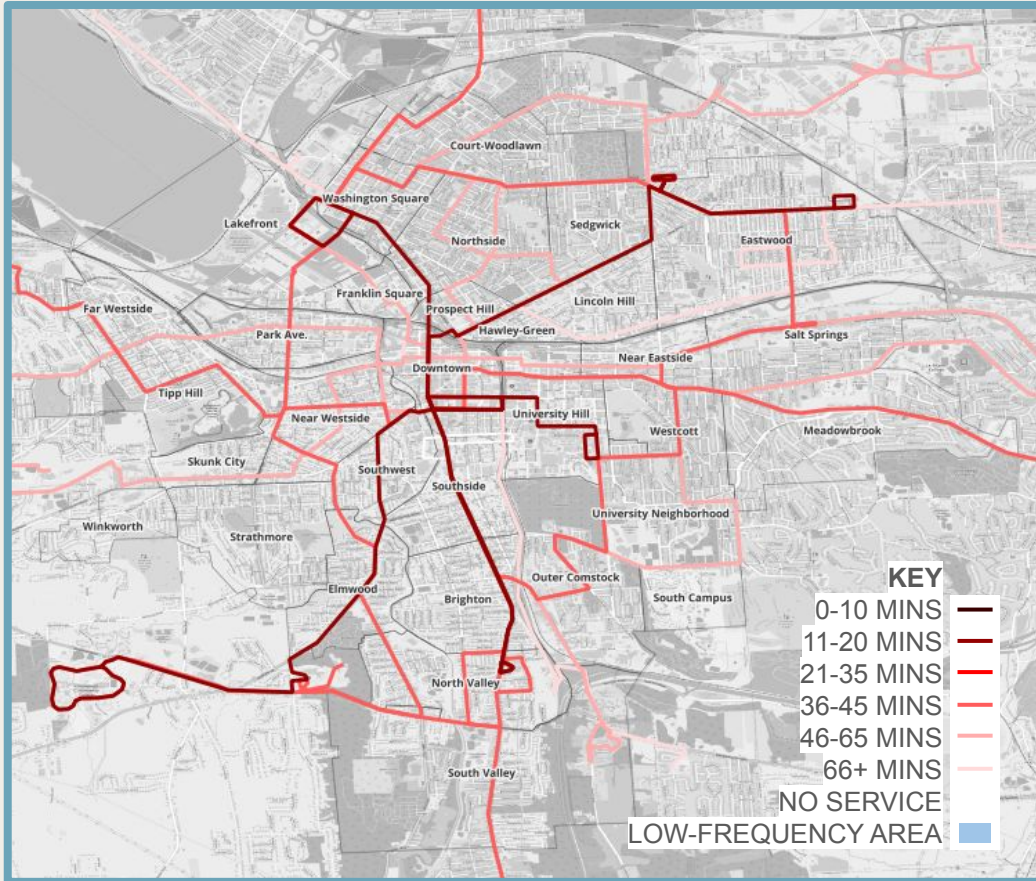 Court-Woodlawn
Washington Square
Lakefront
Sedgwick
Northside
Eastwood
Franklin Square
Lincoln Hill
Far Westside
Prospect Hill
Park Ave.
Hawley-Green
Salt Springs
Near Eastside
Downtown
Tipp Hill
Near Westside
University Hill
Westcott
Meadowbrook
Skunk City
Southwest
Southside
University Neighborhood
Winkworth
Strathmore
Outer Comstock
Elmwood
Brighton
South Campus
North Valley
South Valley
KEY
0-10 MINS
11-20 MINS
21-35 MINS
36-45 MINS
46-65 MINS
66+ MINS
NO SERVICE
LOW-FREQUENCY AREA